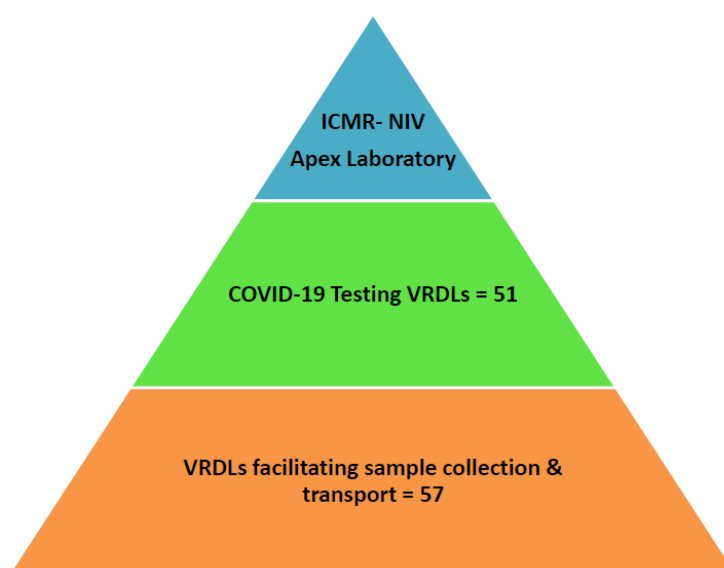 ICMR- NIV
Apex Laboratory
COVID-19 Testing VRDLs = 51
VRDLs facilitating sample collection &
transport = 57